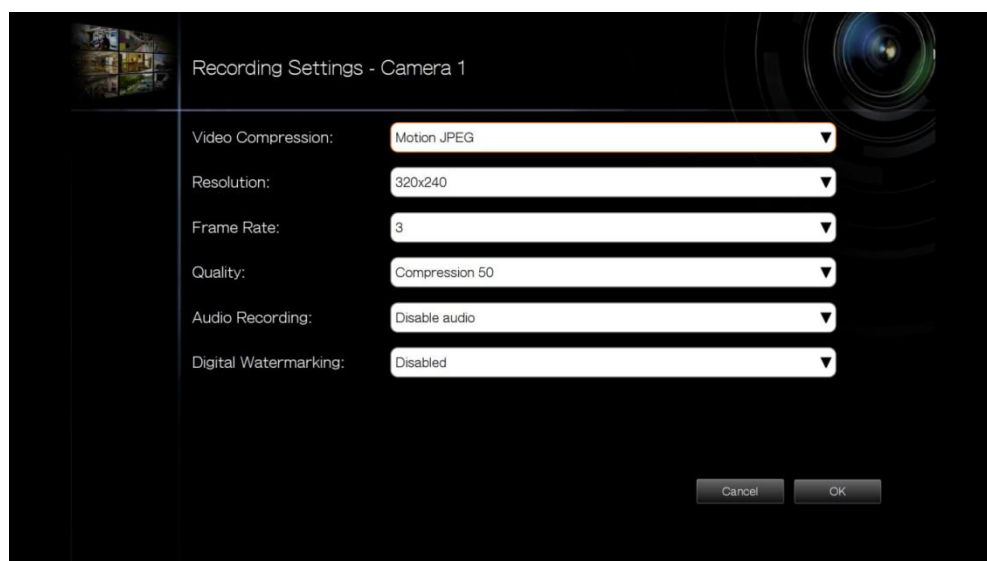 Recording Settings - Camera 1
Video Compression: Motion JPEG
Resolution: 320x240
Frame Rate: 3
Quality: Compression 50
Audio Recording: Disable audio
Digital Watermarking: Disabled
Cancel OK